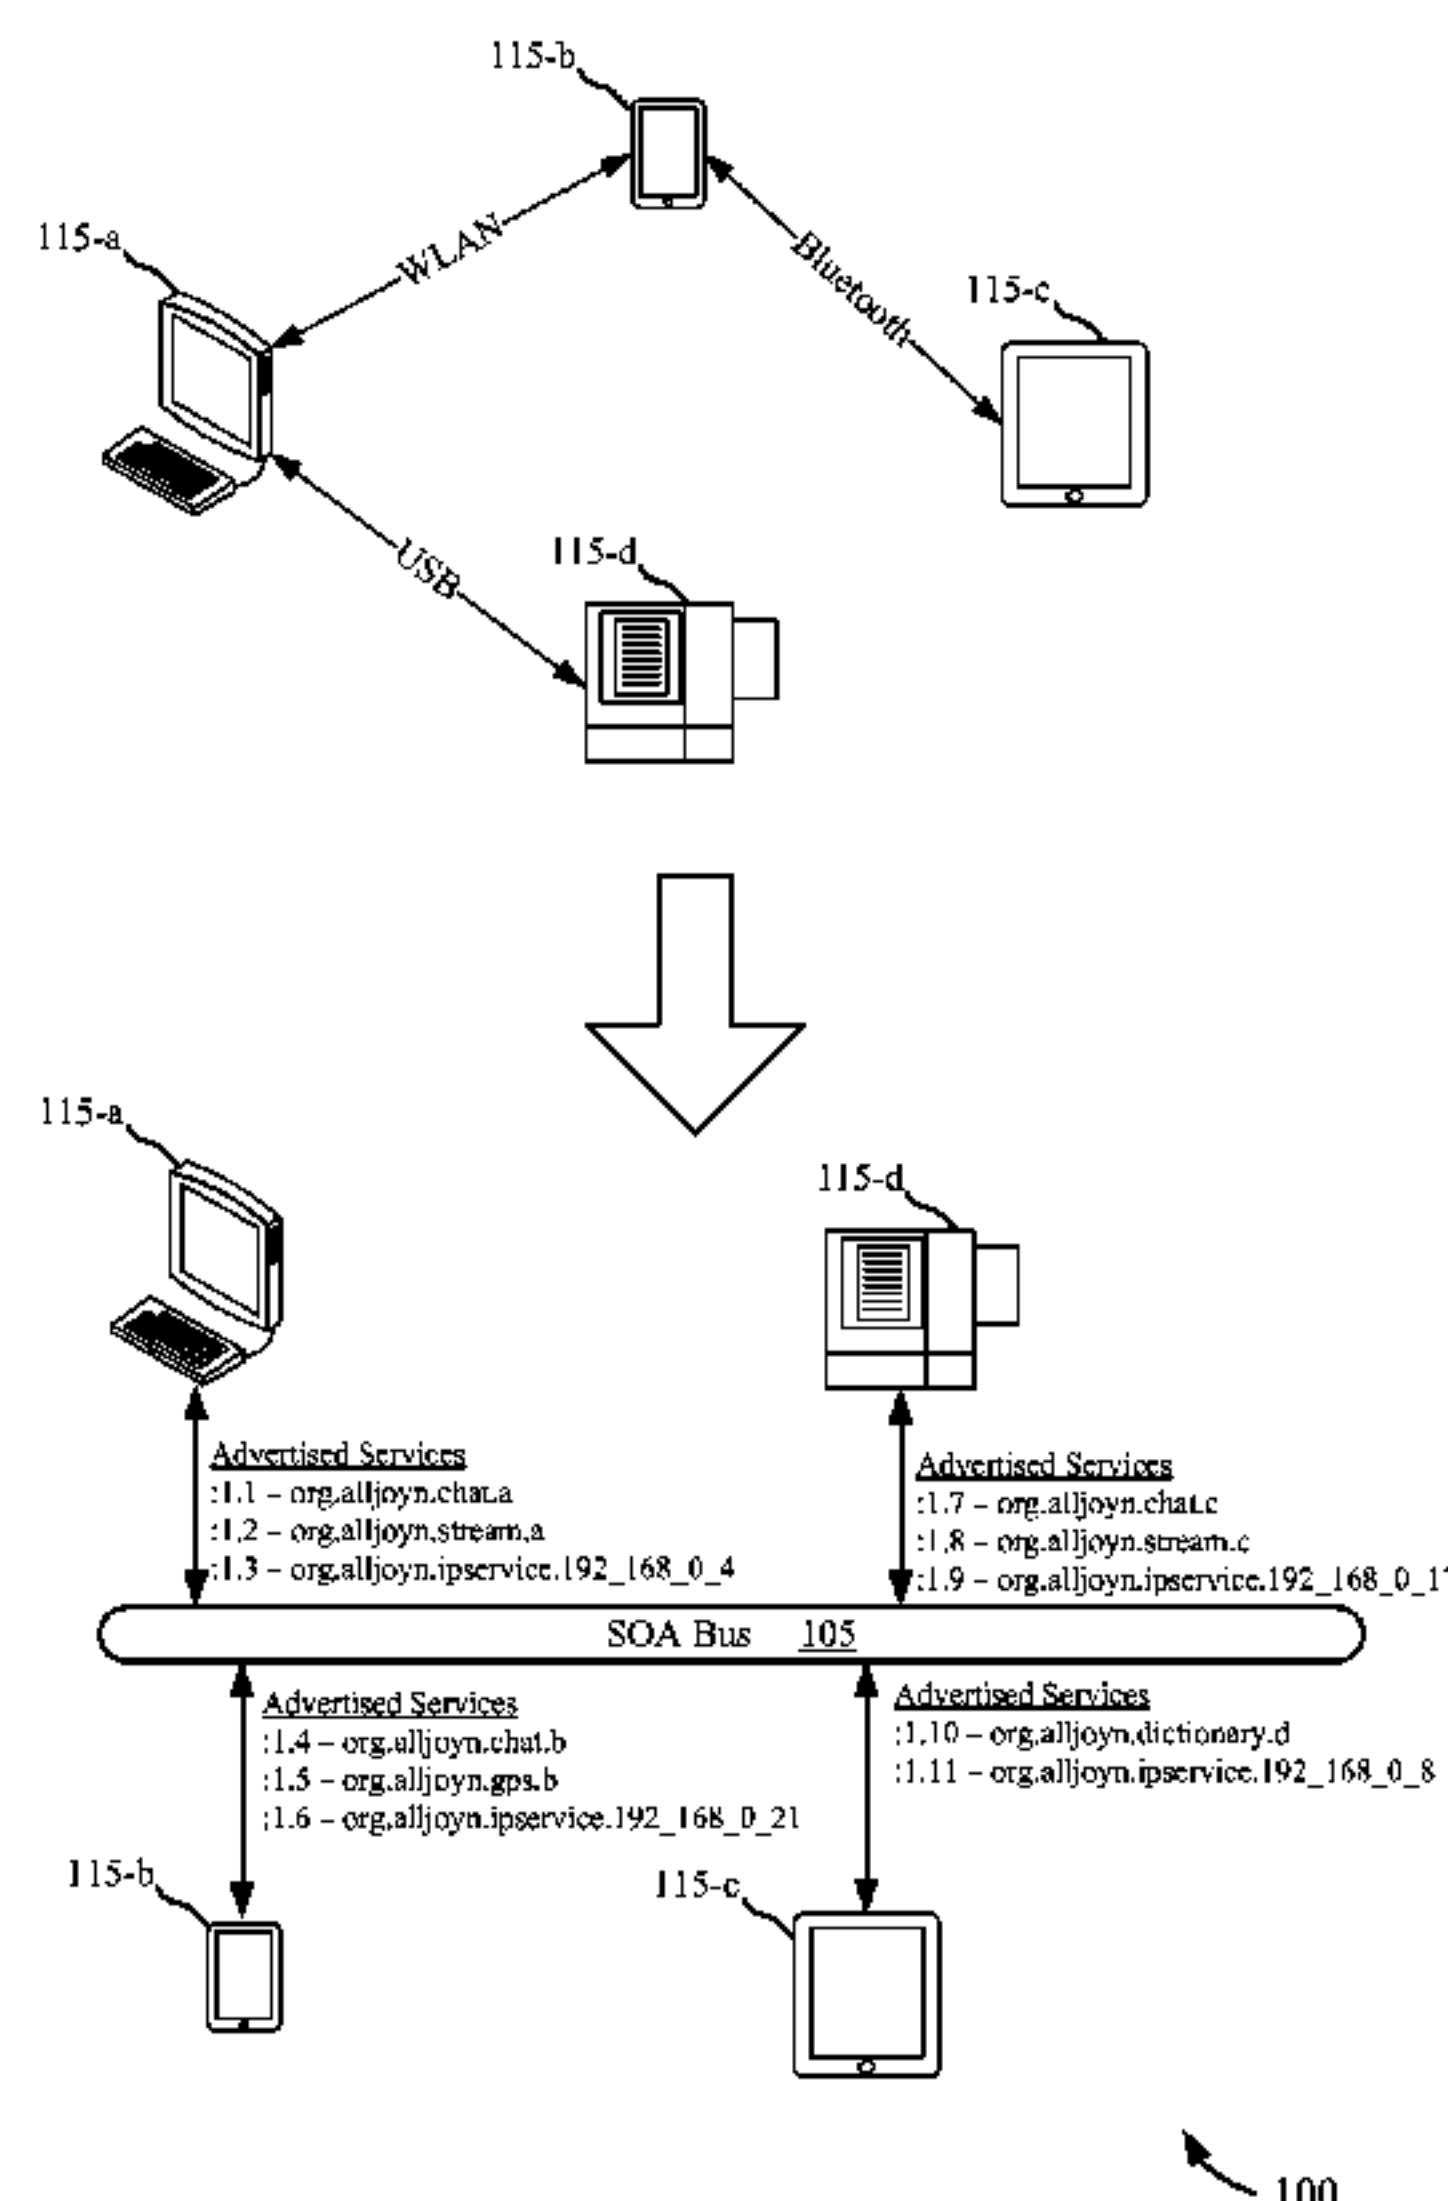 115-b
115-a
WLAN
Bluetooth
115-c
USB
115-d
115-a
115-d
Advertised Services
:1.1 – org.alljoyn.chat.a
:1.2 – org.alljoyn.stream.a
:1.3 – org.alljoyn.ipservice.192_168_0_4
Advertised Services
:1.7 – org.alljoyn.chat.c
:1.8 – org.alljoyn.stream.c
:1.9 –
SOA Bus 105
Advertised Services
:1.4 – org.alljoyn.chat.b
:1.5 – org.alljoyn.gps.b
:1.6 – org.alljoyn.ipservice.192_168_0_21
Advertised Services
:1.10 – org.alljoyn.dictionary.d
:1.11 – org.alljoyn.ipservice.192_168_0_8
115-b
115-c
100